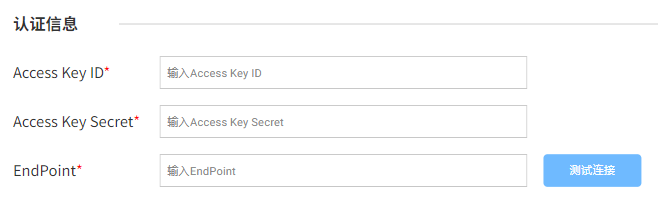 认证信息
Access Key ID* 输入Access Key ID
Access Key Secret* 输入Access Key Secret
EndPoint* 输入EndPoint 测试连接